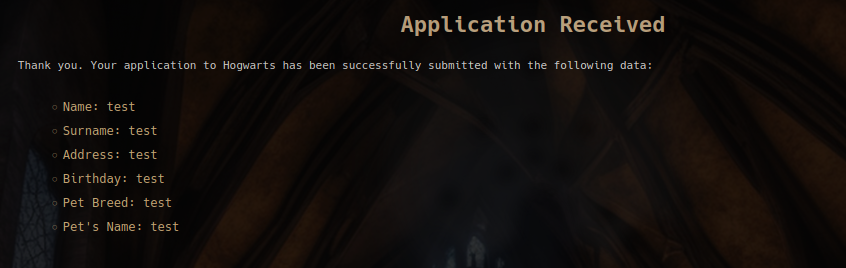 Application Received
Thank you. Your application to Hogwarts has been successfully submitted with the following data:
Name: test
Surname: test
Address: test
Birthday: test
Pet Breed: test
Pet's Name: test